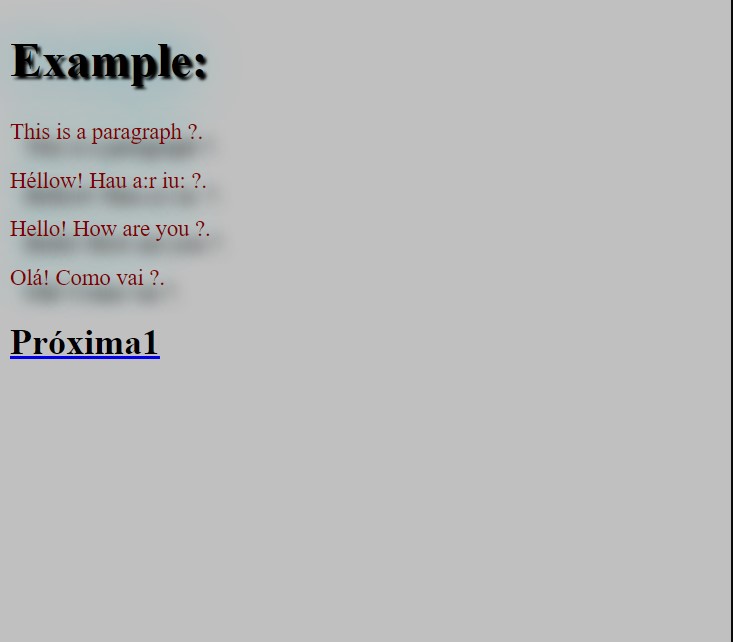 Example:
This is a paragraph ?.
Héllow! Hau a:r iu: ?.
Hello! How are you ?.
Olá! Como vai ?.
Próxima1